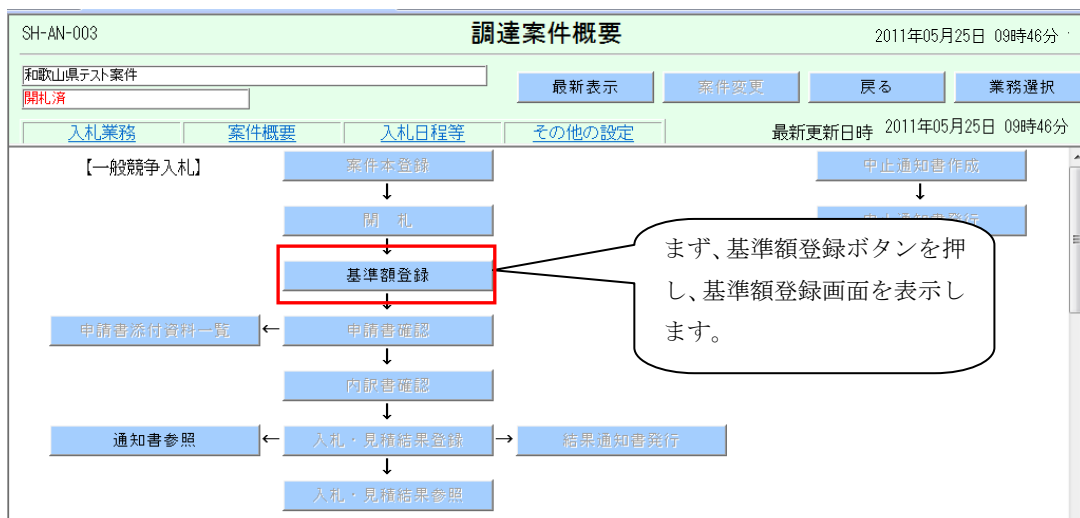 SH-AN-003
調達案件概要
2011年05月25日 09時46分
和歌山県テスト案件
開札済
最新表示
案件変更
戻る
業務選択
入札業務
案件概要
入札日程等
その他の設定
最新更新日時 2011年05月25日 09時46分
【一般競争入札】
案件本登録
中止通知書作成
↓
↓
開 札
中止通知書発行
↓
まず、基準額登録ボタンを押
し、基準額登録画面を表示し
ます。
基準額登録
↓
申請書添付資料一覧
←
申請書確認
↓
内訳書確認
↓
通知書参照
←
入札・見積結果登録
→
結果通知書発行
↓
入札・見積結果参照